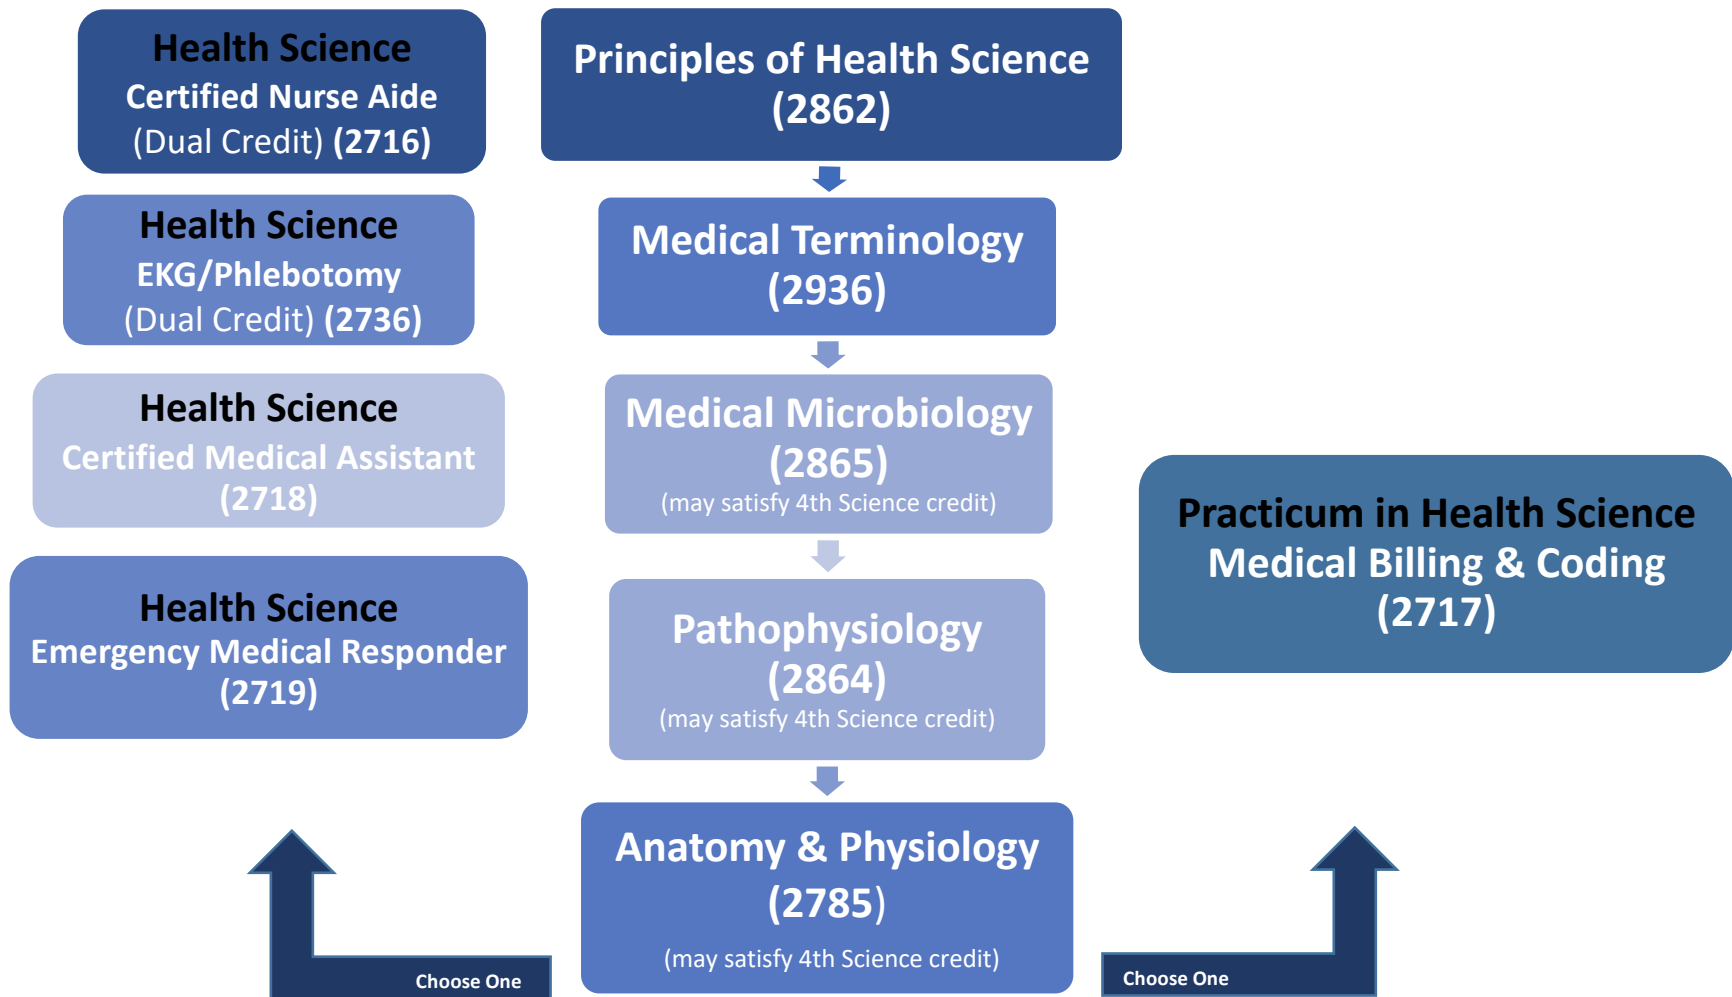 Health Science
Certified Nurse Aide
(Dual Credit) (2716)
Health Science
EKG/Phlebotomy
(Dual Credit) (2736)
Health Science
Certified Medical Assistant
(2718)
Health Science
Emergency Medical Responder
(2719)
Choose One
Principles of Health Science
(2862)
Medical Terminology
(2936)
Medical Microbiology
(2865)
(may satisfy 4th Science credit)
Pathophysiology
(2864)
(may satisfy 4th Science credit)
Anatomy & Physiology
(2785)
(may satisfy 4th Science credit)
Practicum in Health Science
Medical Billing & Coding
(2717)
Choose One